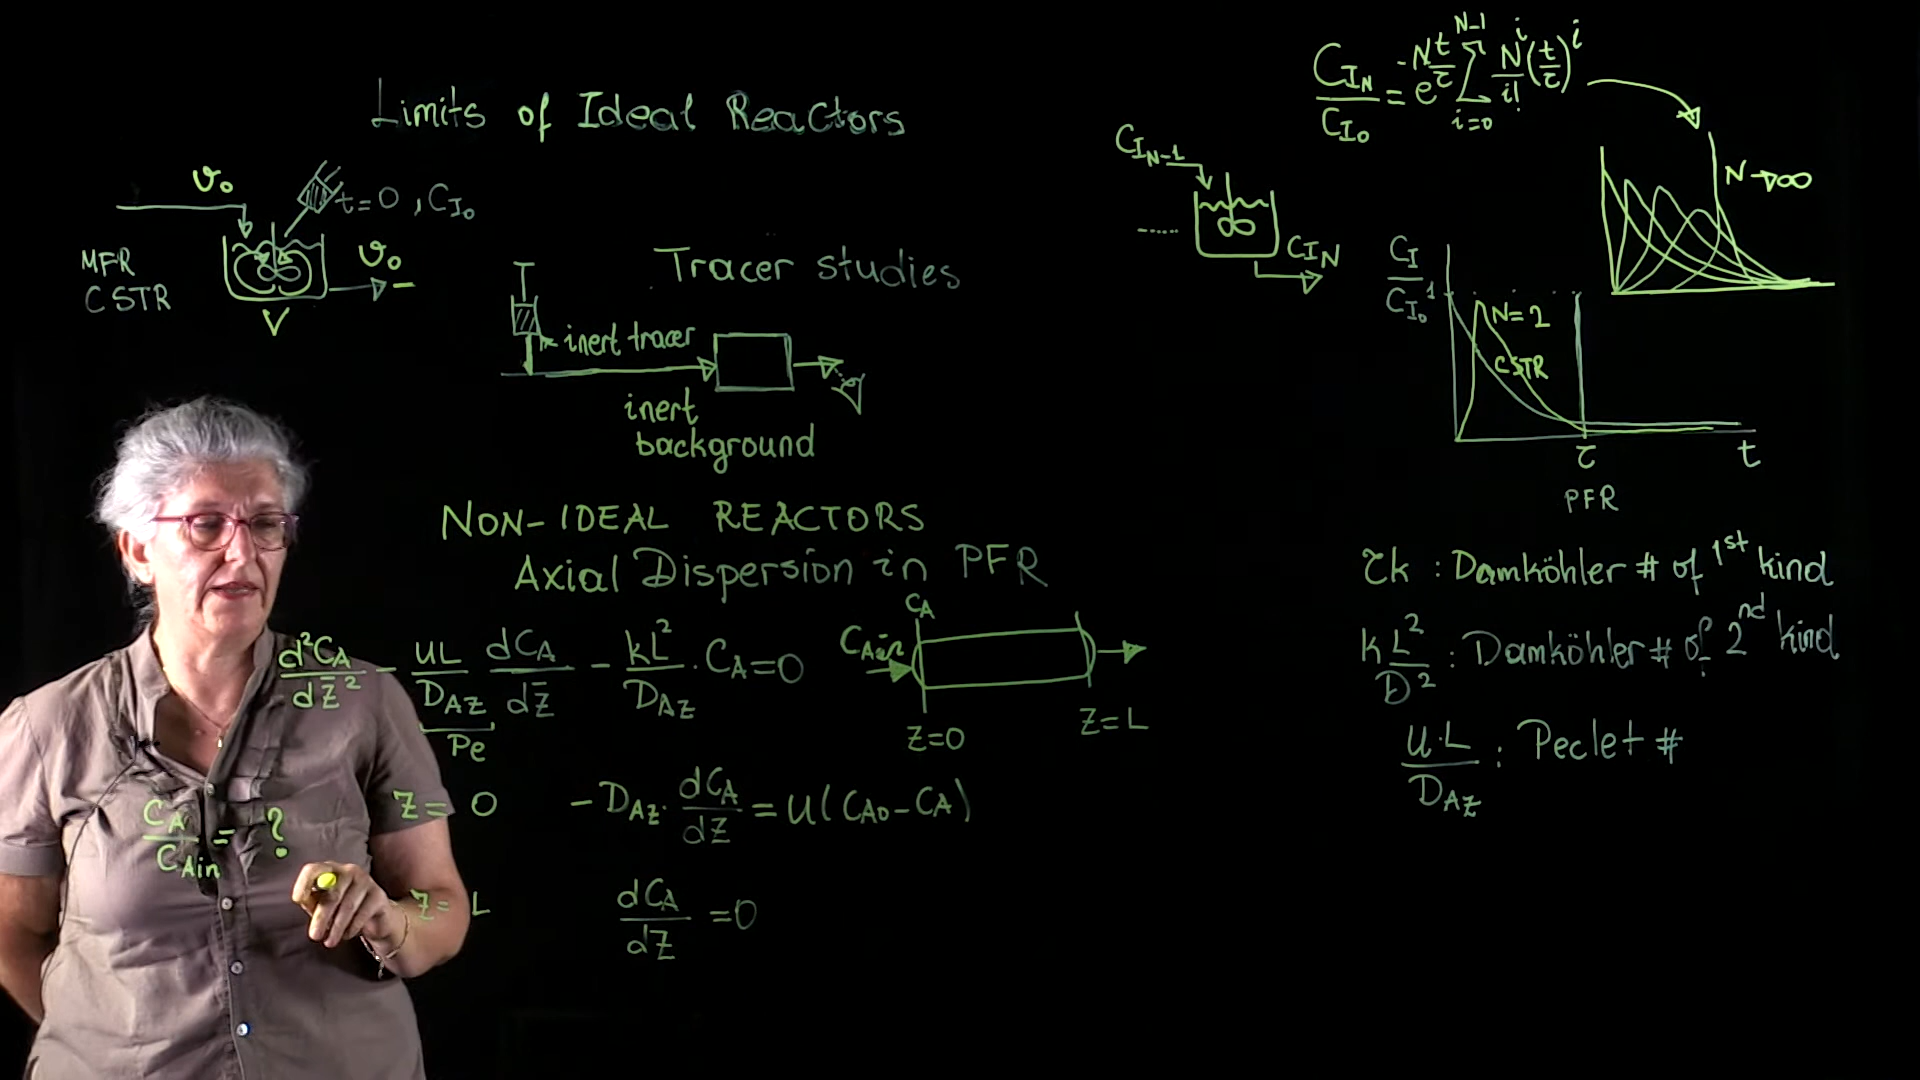 Limits of Ideal Reactors
υ₀
t=0, C_I₀
MFR
CSTR
υ₀
V
Tracer studies
inert tracer
inert
background
C_IN/C_I₀ = e^(-N t/τ) Σ_(i=0)^(N-1) N^i/i! (t/τ)^i
N→∞
C_IN-1
.....
C_IN
C_I/C_I₀
1
N=2
CSTR
τ
t
PFR
NON-IDEAL REACTORS
Axial Dispersion in PFR
d²C_A/dz̄² - uL/D_AZ dC_A/dz̄ - kL²/D_AZ · C_A = 0
Pe
C_A
C_Ain
Z=0
Z=L
Z = 0 -D_AZ · dC_A/dZ = U(C_A0 - C_A)
C_A/C_Ain = ?
Z = L dC_A/dZ = 0
τk : Damköhler # of 1st kind
k L²/D² : Damköhler # of 2nd kind
U·L/D_AZ : Peclet #